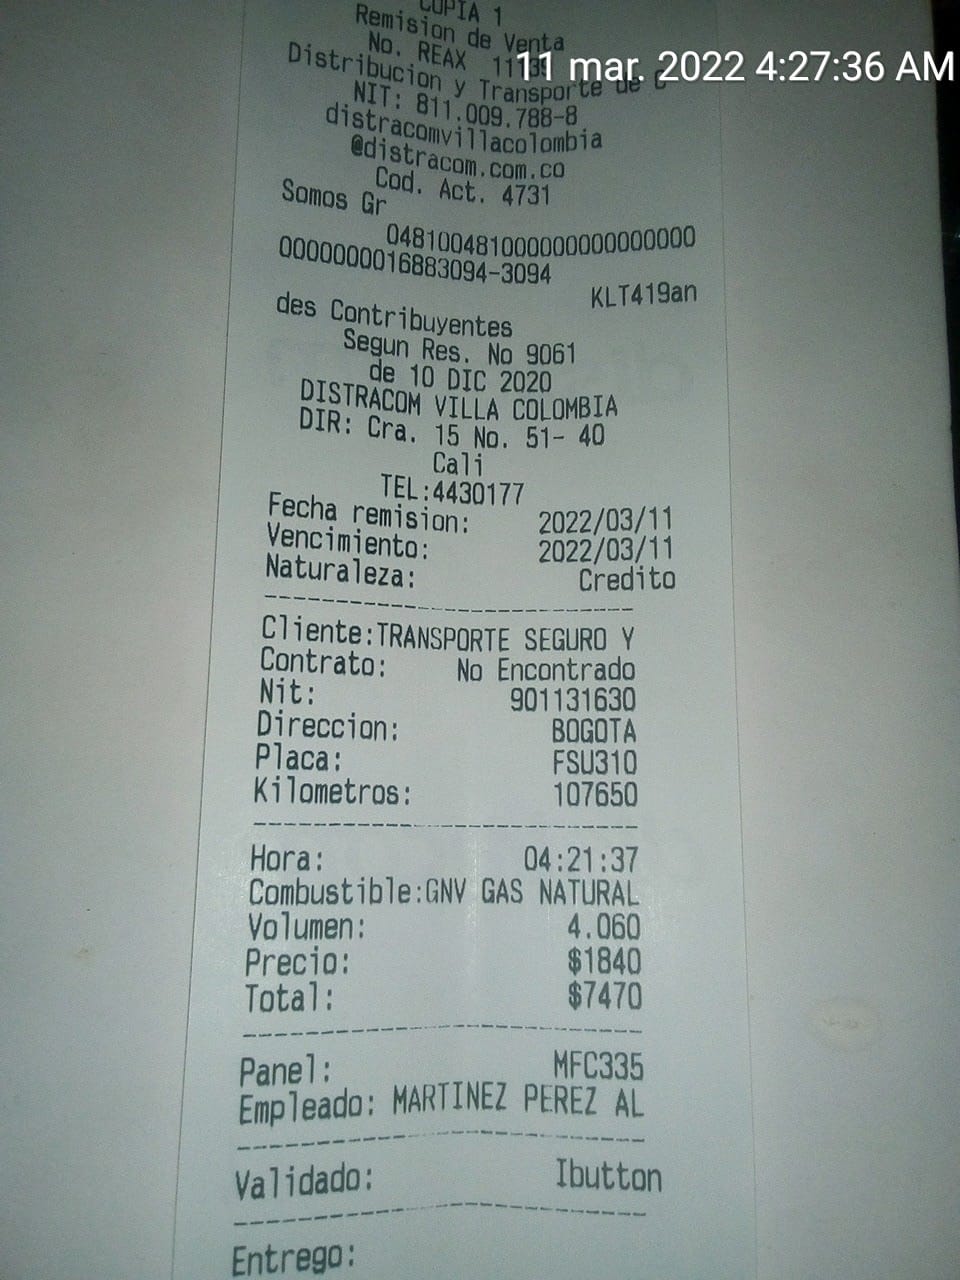 COPIA 1
Remision de Venta
No. REAX
11 mar. 2022 4:27:36 AM
Distribucion y Transporte de
NIT: 811.009.788-8
distracomvillacolombia
@distracom.com.co
Cod. Act. 4731
Somos Gr
048100481000000000000000
0000000016883094-3094
KLT419an
des Contribuyentes
Segun Res. No 9061
de 10 DIC 2020
DISTRACOM VILLA COLOMBIA
DIR: Cra. 15 No. 51- 40
Cali
TEL:4430177
Fecha remision: 2022/03/11
Vencimiento: 2022/03/11
Naturaleza: Credito
Cliente:TRANSPORTE SEGURO Y
Contrato: No Encontrado
Nit: 901131630
Direccion: BOGOTA
Placa: FSU310
Kilometros: 107650
Hora: 04:21:37
Combustible:GNV GAS NATURAL
Volumen: 4.060
Precio: $1840
Total: $7470
Panel: MFC335
Empleado: MARTINEZ PEREZ AL
Validado: Ibutton
Entrego: